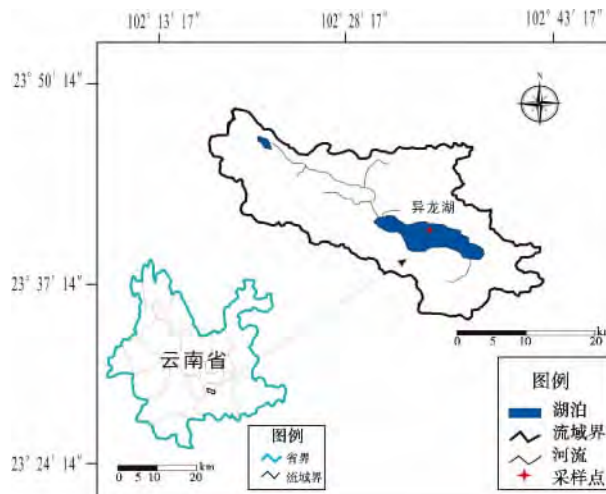 102° 13′ 17″ 102° 28′ 17″ 102° 43′ 17″
23° 50′ 14″
N
异龙湖
23° 37′ 14″
0 5 10 20
km
云南省
图例
湖泊
流域界
河流
采样点
图例
省界
流域界
23° 24′ 14″
0 5 10 20
km